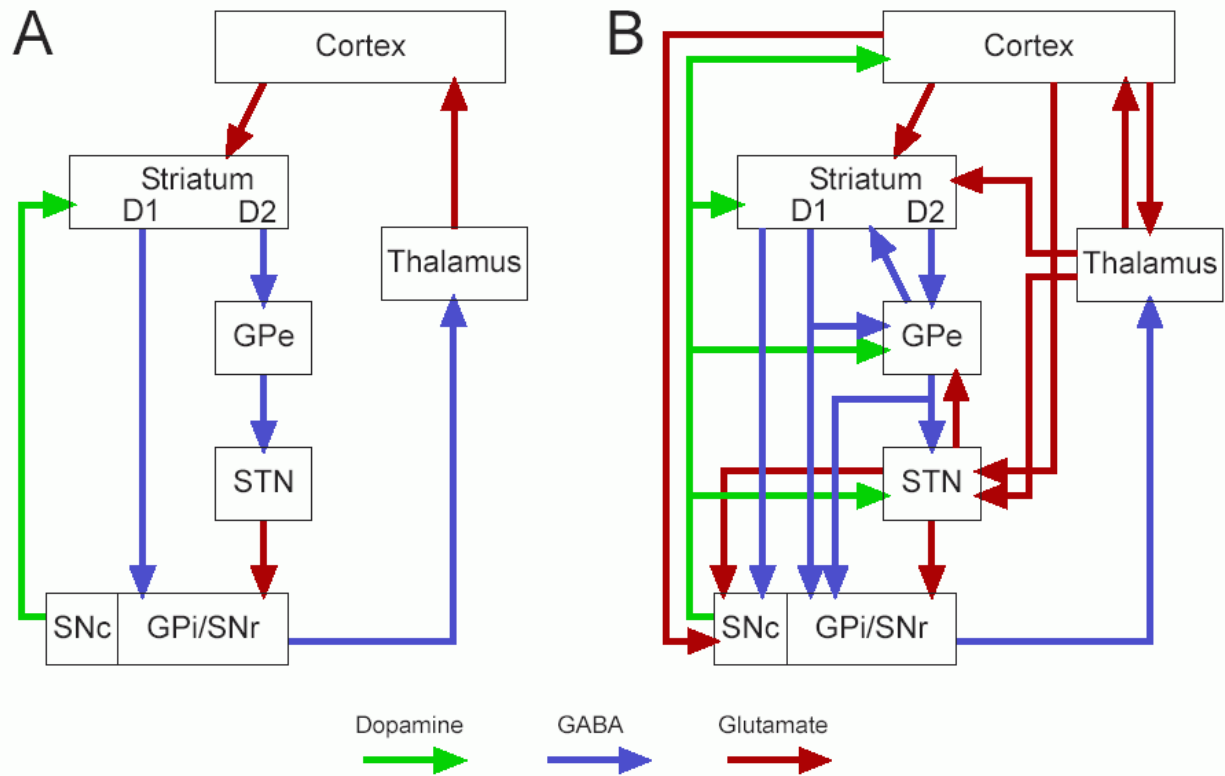 A
Cortex
Striatum
D1 D2
Thalamus
GPe
STN
SNc GPi/SNr
B
Cortex
Striatum
D1 D2
Thalamus
GPe
STN
SNc GPi/SNr
Dopamine GABA Glutamate